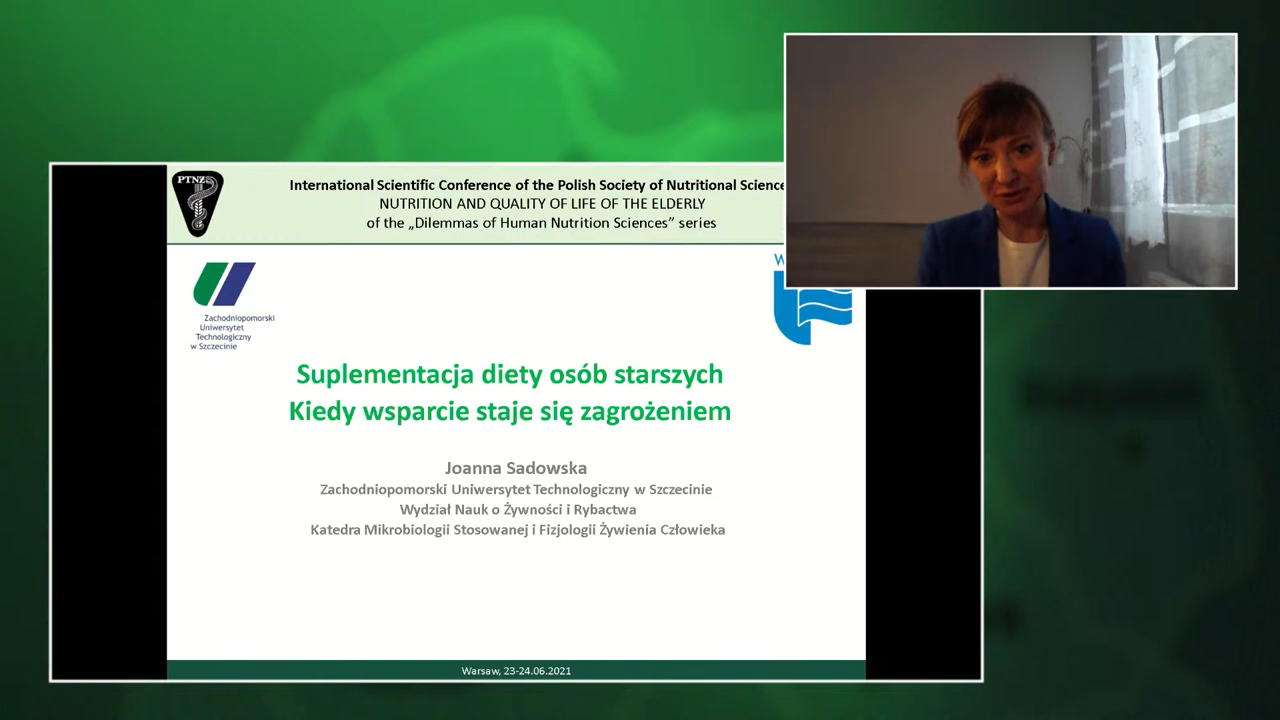 PTNŻ
International Scientific Conference of the Polish Society of Nutritional Science
NUTRITION AND QUALITY OF LIFE OF THE ELDERLY
of the „Dilemmas of Human Nutrition Sciences” series
Zachodniopomorski
Uniwersytet
Technologiczny
w Szczecinie
Suplementacja diety osób starszych
Kiedy wsparcie staje się zagrożeniem
Joanna Sadowska
Zachodniopomorski Uniwersytet Technologiczny w Szczecinie
Wydział Nauk o Żywności i Rybactwa
Katedra Mikrobiologii Stosowanej i Fizjologii Żywienia Człowieka
Warsaw, 23-24.06.2021